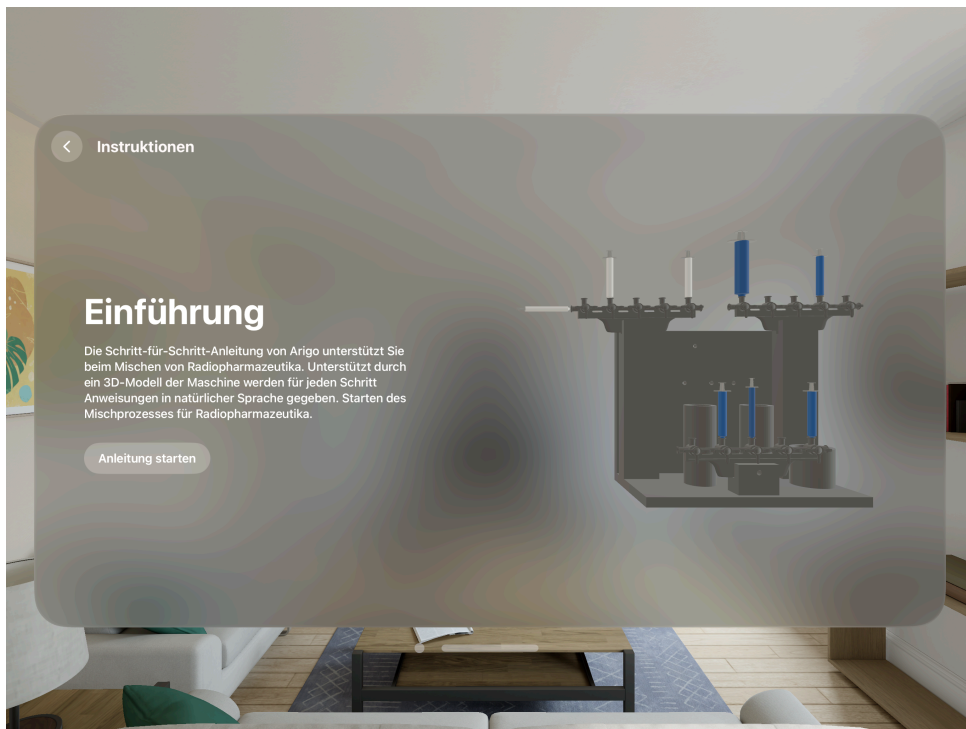 Instruktionen
Einführung
Die Schritt-für-Schritt-Anleitung von Arigo unterstützt Sie
beim Mischen von Radiopharmazeutika. Unterstützt durch
ein 3D-Modell der Maschine werden für jeden Schritt
Anweisungen in natürlicher Sprache gegeben. Starten des
Mischprozesses für Radiopharmazeutika.
Anleitung starten